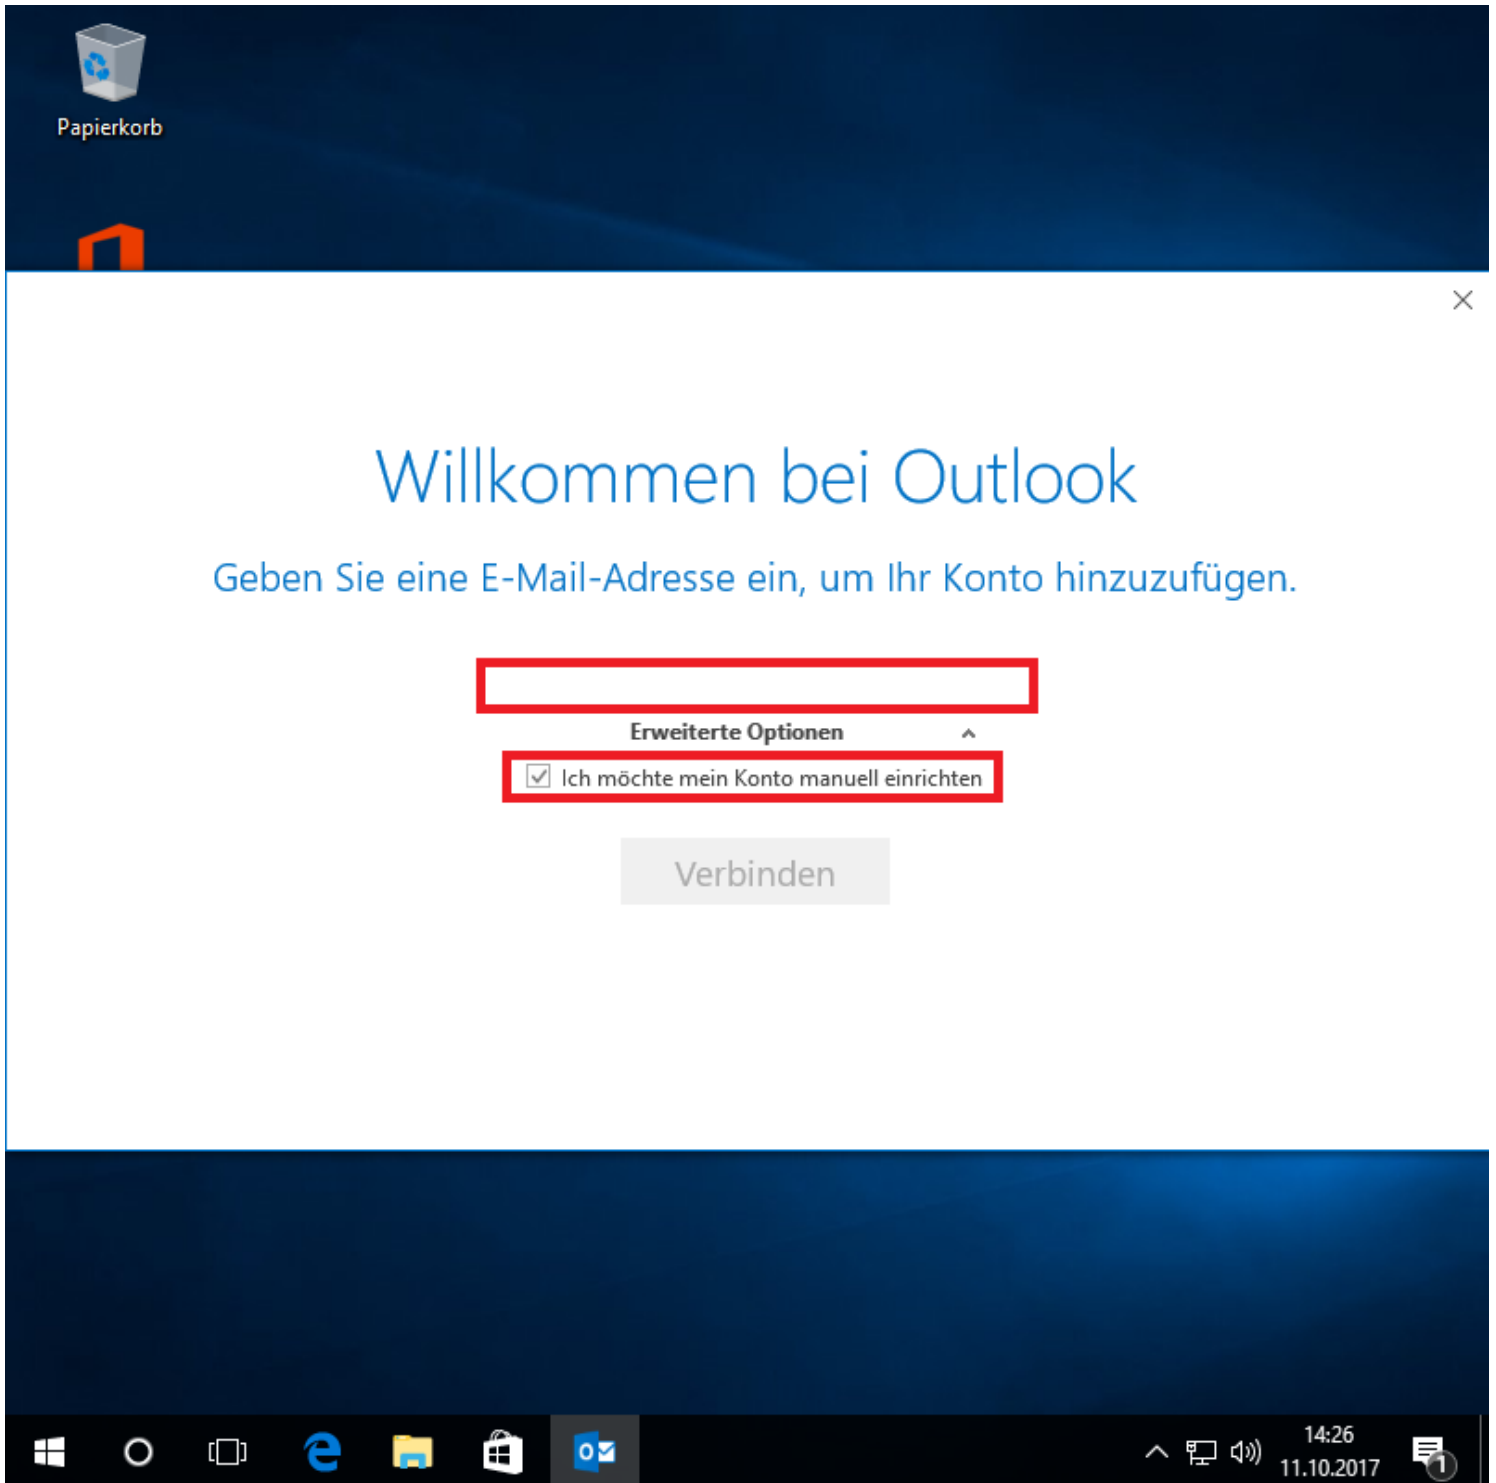 Papierkorb
Willkommen bei Outlook
Geben Sie eine E-Mail-Adresse ein, um Ihr Konto hinzuzufügen.
Erweiterte Optionen
Ich möchte mein Konto manuell einrichten
Verbinden
14:26
11.10.2017
1